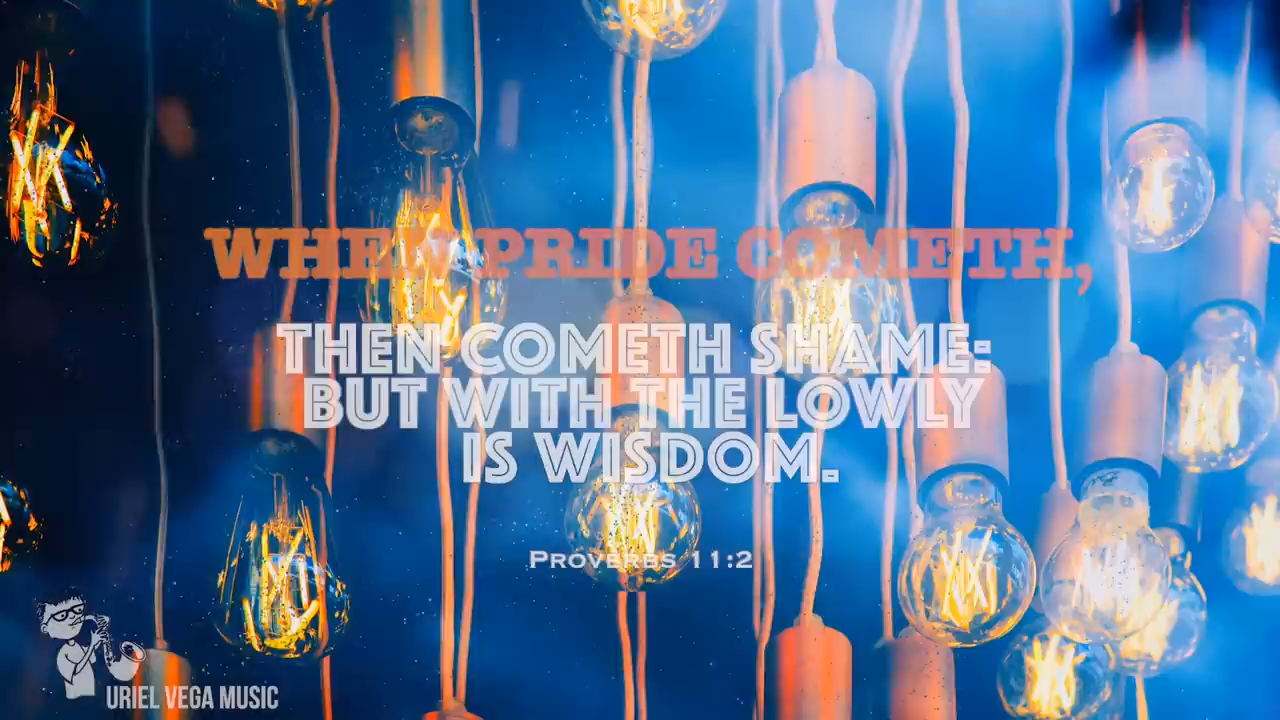 WHEN PRIDE COMETH,
THEN COMETH SHAME:
BUT WITH THE LOWLY
IS WISDOM.
Proverbs 11:2
URIEL VEGA MUSIC